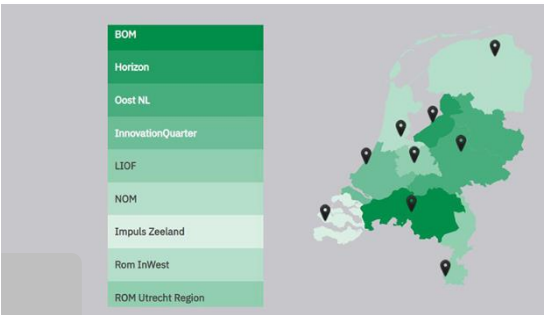 BOM
Horizon
Oost NL
InnovationQuarter
LIOF
NOM
Impuls Zeeland
Rom InWest
ROM Utrecht Region